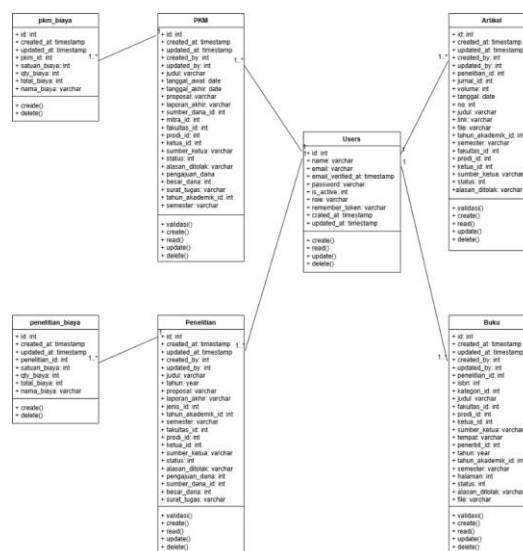 pkm_biaya
+ id: int
+ created_at: timestamp
+ updated_at: timestamp
+ pkm_id: int
+ satuan_biaya: int
+ qty_biaya: int
+ total_biaya: int
+ nama_biaya: varchar
+ create()
+ delete()
1..*
1
PKM
+ id: int
+ created_at: timestamp
+ updated_at: timestamp
+ created_by: int
+ updated_by: int
+ judul: varchar
+ tanggal_awal: date
+ tanggal_akhir: date
+ proposal: varchar
+ laporan_akhir: varchar
+ sumber_dana_id: int
+ mitra_id: int
+ fakultas_id: int
+ prodi_id: int
+ ketua_id: int
+ sumber_ketua: varchar
+ status: int
+ alasan_ditolak: varchar
+ pengajuan_dana
+ besar_dana: int
+ surat_tugas: varchar
+ tahun_akademik_id: int
+ semester: varchar
+ validasi()
+ create()
+ read()
+ update()
+ delete()
1..*
1
Users
+ id: int
+ name: varchar
+ email: varchar
+ email_verified_at: timestamp
+ password: varchar
+ is_active: int
+ role: varchar
+ remember_token: varchar
+ crated_at: timestamp
+ updated_at: timestamp
+ create()
+ read()
+ update()
+ delete()
1
1
1
Artikel
+ id: int
+ created_at: timestamp
+ updated_at: timestamp
+ created_by: int
+ updated_by: int
+ penelitian_id: int
+ jurnal_id: int
+ volume: int
+ tanggal: date
+ no: int
+ judul: varchar
+ link: varchar
+ file: varchar
+ tahun_akademik_id: int
+ semester: varchar
+ fakultas_id: int
+ prodi_id: int
+ ketua_id: int
+ sumber_ketua: varchar
+ status: int
+alasan_ditolak: varchar
+ validasi()
+ create()
+ read()
+ update()
+ delete()
1..*
penelitian_biaya
+ id: int
+ created_at: timestamp
+ updated_at: timestamp
+ penelitian_id: int
+ satuan_biaya: int
+ qty_biaya: int
+ total_biaya: int
+ nama_biaya: varchar
+ create()
+ delete()
1..*
1
Penelitian
+ id: int
+ created_at: timestamp
+ updated_at: timestamp
+ created_by: int
+ updated_by: int
+ judul: varchar
+ tahun: year
+ proposal: varchar
+ laporan_akhir: varchar
+ jenis_id: int
+ tahun_akademik_id: int
+ semester: varchar
+ fakultas_id: int
+ prodi_id: int
+ ketua_id: int
+ sumber_ketua: varchar
+ status: int
+ alasan_ditolak: varchar
+ pengajuan_dana: int
+ sumber_dana_id: int
+ besar_dana: int
+ surat_tugas: varchar
+ validasi()
+ create()
+ read()
+ update()
+ delete()
1..*
Buku
+ id: int
+ created_at: timestamp
+ updated_at: timestamp
+ created_by: int
+ updated_by: int
+ penelitian_id: int
+ isbn: int
+ kategori_id: int
+ judul: varchar
+ fakultas_id: int
+ prodi_id: int
+ ketua_id: int
+ sumber_ketua: varchar
+ tempat: varchar
+ penerbit_id: int
+ tahun: year
+ tahun_akademik_id: int
+ semester: varchar
+ halaman: int
+ status: int
+ alasan_ditolak: varchar
+ file: varchar
+ validasi()
+ create()
+ read()
+ update()
+ delete()
1..*